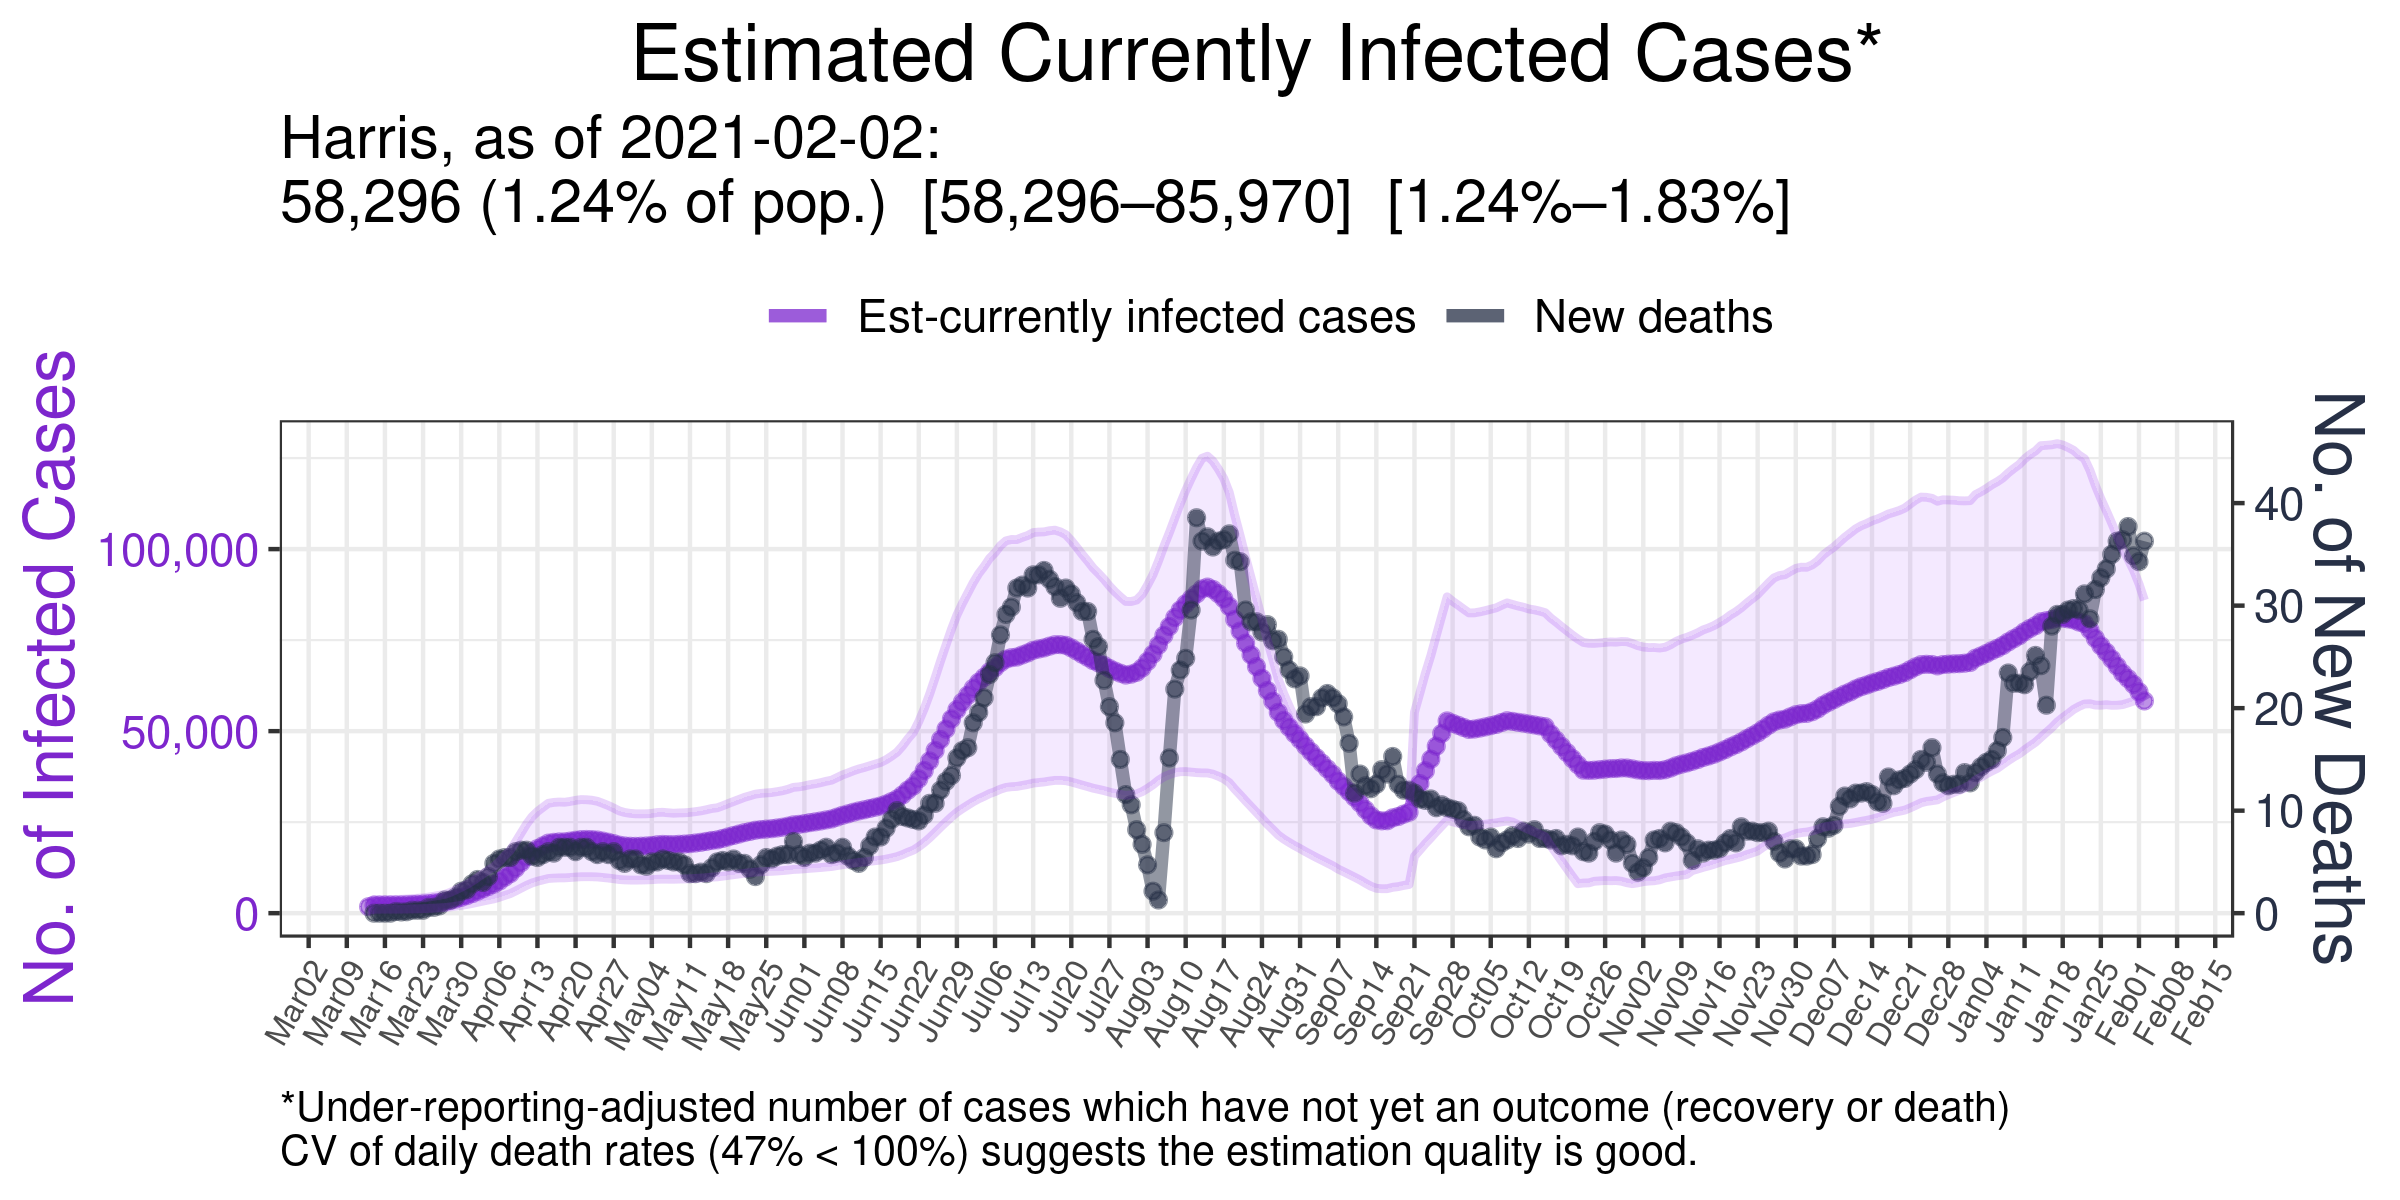 Estimated Currently Infected Cases*
Harris, as of 2021-02-02:
58,296 (1.24% of pop.) [58,296–85,970] [1.24%–1.83%]
Est-currently infected cases New deaths
No. of Infected Cases
100,000
50,000
0
40
30
20
10
0
No. of New Deaths
Mar02 Mar09 Mar16 Mar23 Mar30 Apr06 Apr13 Apr20 Apr27 May04 May11 May18 May25 Jun01 Jun08 Jun15 Jun22 Jun29 Jul06 Jul13 Jul20 Jul27 Aug03 Aug10 Aug17 Aug24 Aug31 Sep07 Sep14 Sep21 Sep28 Oct05 Oct12 Oct19 Oct26 Nov02 Nov09 Nov16 Nov23 Nov30 Dec07 Dec14 Dec21 Dec28 Jan04 Jan11 Jan18 Jan25 Feb01 Feb08 Feb15
*Under-reporting-adjusted number of cases which have not yet an outcome (recovery or death)
CV of daily death rates (47% < 100%) suggests the estimation quality is good.